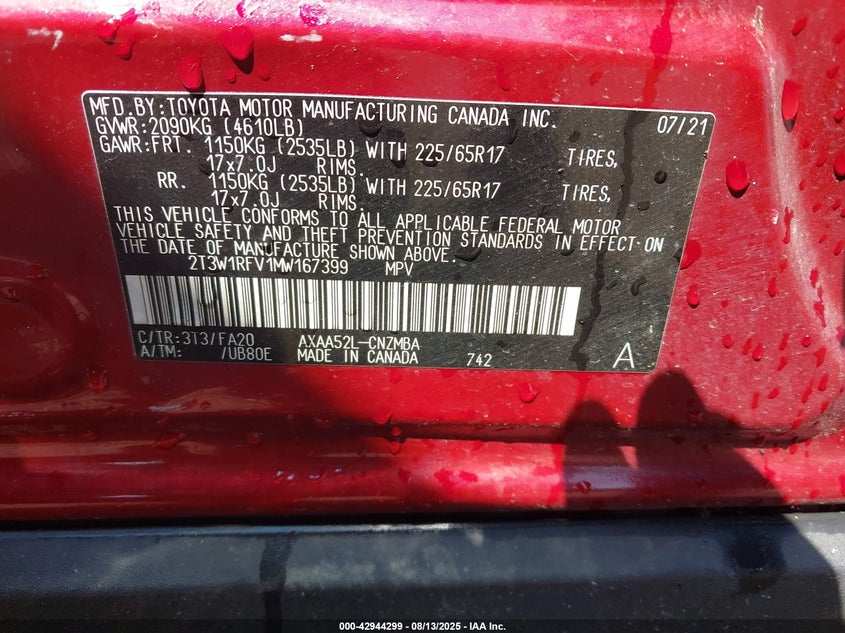 MFD.BY:TOYOTA MOTOR MANUFACTURING CANADA INC. 07/21
GVWR:2090KG (4610LB)
GAWR:FRT. 1150KG (2535LB) WITH 225/65R17 TIRES,
17x7.0J RIMS.
RR. 1150KG (2535LB) WITH 225/65R17 TIRES,
17x7.0J RIMS.
THIS VEHICLE CONFORMS TO ALL APPLICABLE FEDERAL MOTOR
VEHICLE SAFETY AND THEFT PREVENTION STANDARDS IN EFFECT-ON
THE DATE OF MANUFACTURE SHOWN ABOVE.
2T3W1RFV1MW167399 MPV
C/TR:3T3/FA20 AXAA52L-CNZMBA
A/TM: /UB80E MADE IN CANADA 742 A
000-42944299 - 08/13/2025 - IAA Inc.